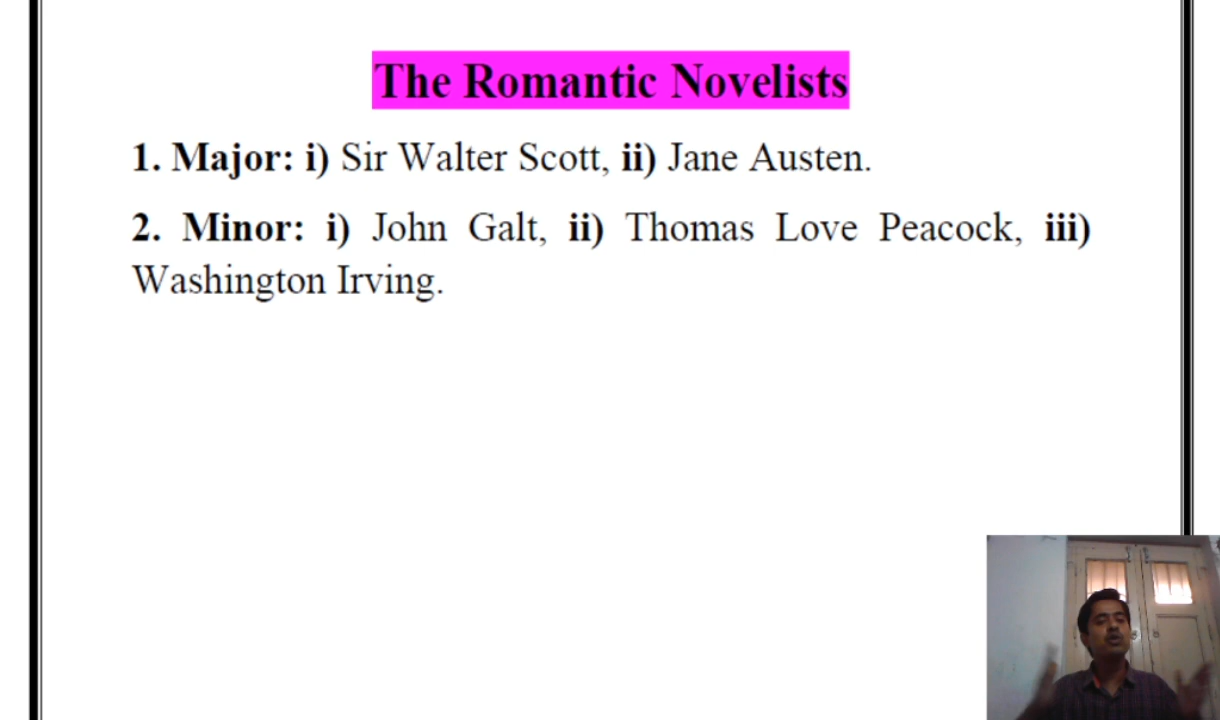 The Romantic Novelists
1. Major: i) Sir Walter Scott, ii) Jane Austen.
2. Minor: i) John Galt, ii) Thomas Love Peacock, iii)
Washington Irving.